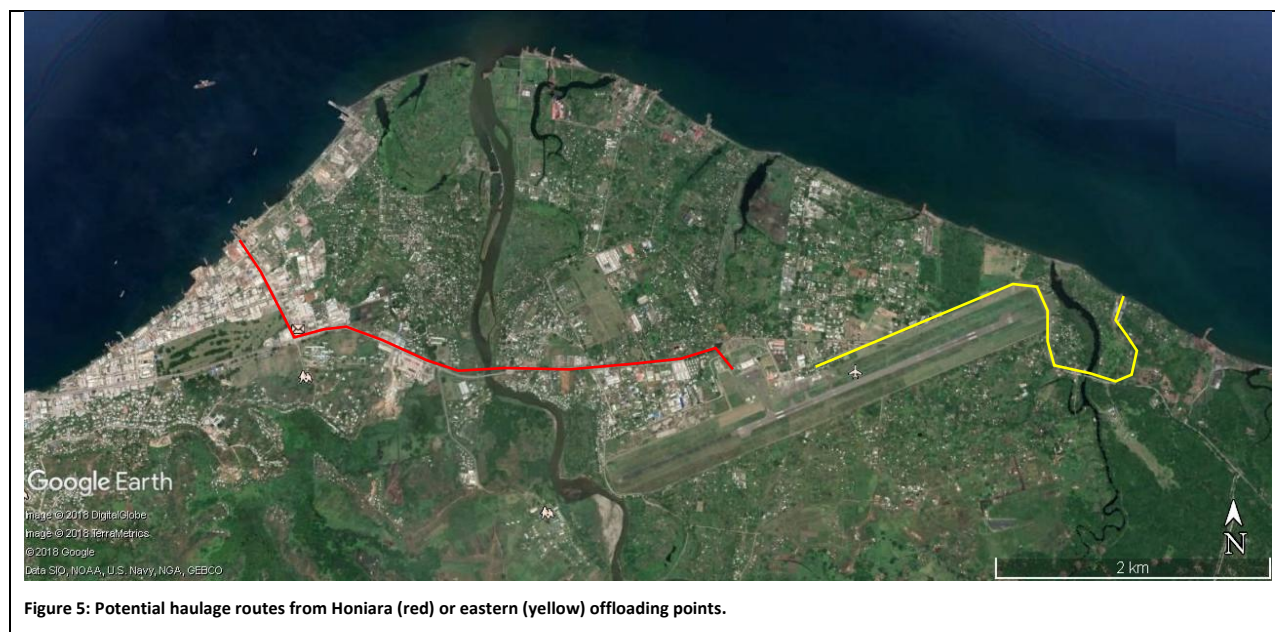 Google Earth
Image © 2018 DigitalGlobe
Image © 2018 TerraMetrics
© 2018 Google
Data SIO, NOAA, U.S. Navy, NGA, GEBCO
N
2 km
Figure 5: Potential haulage routes from Honiara (red) or eastern (yellow) offloading points.